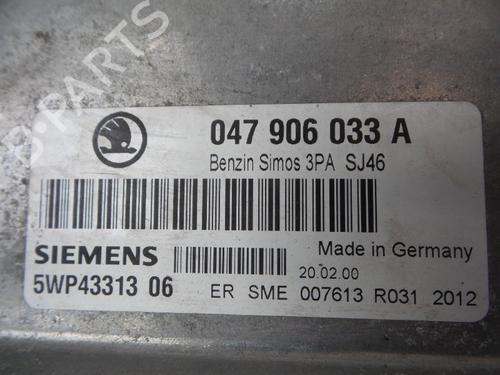 B-PARTS
047 906 033 A
Benzin Simos 3PA SJ46
SIEMENS
Made in Germany
20.02.00
5WP43313 06
ER SME 007613 R031 2012